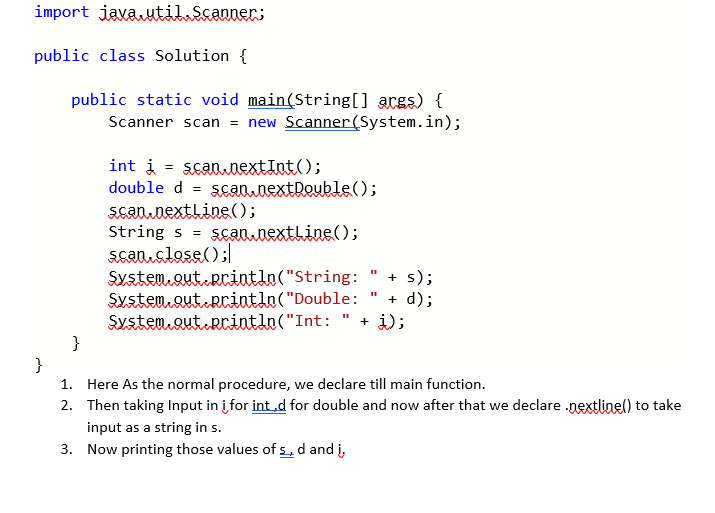 import java.util.Scanner;
public class Solution {
public static void main(String[] args) {
Scanner scan = new Scanner(System.in);
int i = scan.nextInt();
double d = scan.nextDouble();
scan.nextLine();
String s = scan.nextLine();
scan.close();
System.out.println("String: " + s);
System.out.println("Double: " + d);
System.out.println("Int: " + i);
}
}
1. Here As the normal procedure, we declare till main function.
2. Then taking Input in i for int ,d for double and now after that we declare .nextline() to take
input as a string in s.
3. Now printing those values of s , d and i.